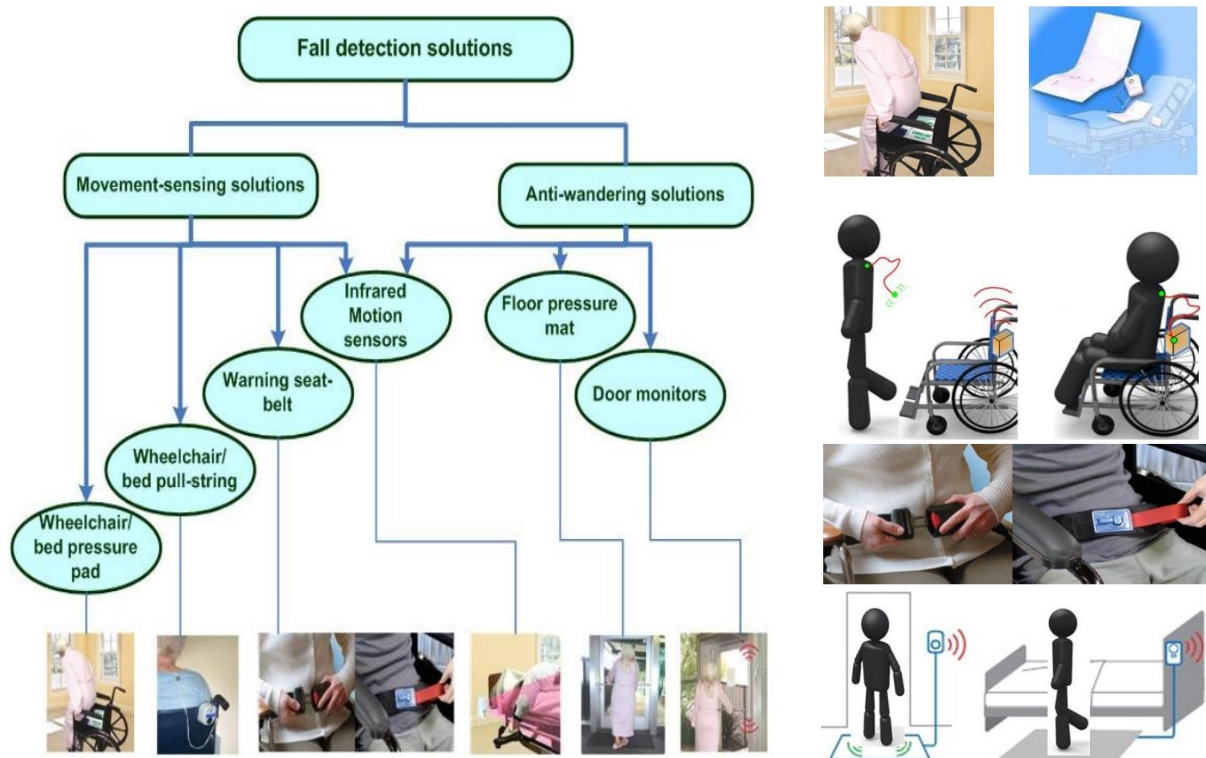 Fall detection solutions
Movement-sensing solutions
Anti-wandering solutions
Infrared
Motion
sensors
Floor pressure
mat
Warning seat-
belt
Door monitors
Wheelchair/
bed pull-string
Wheelchair/
bed pressure
pad